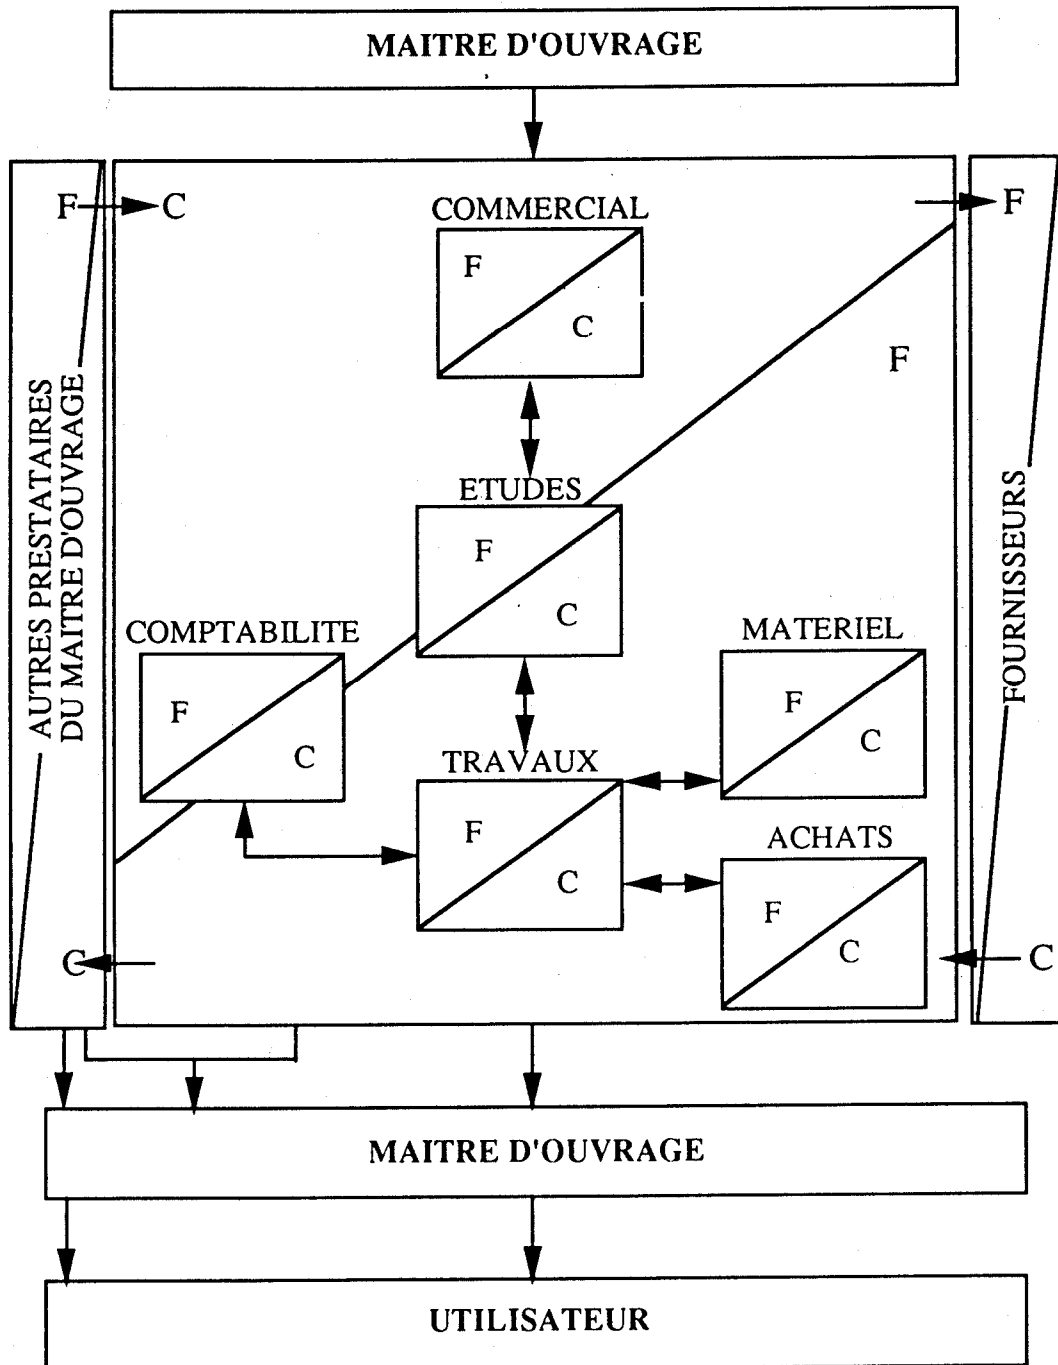 MAITRE D'OUVRAGE
F
C
F
COMMERCIAL
F
C
F
ETUDES
F
C
AUTRES PRESTATAIRES
DU MAITRE D'OUVRAGE
FOURNISSEURS
COMPTABILITE
F
C
MATERIEL
F
C
TRAVAUX
F
C
ACHATS
F
C
C
C
MAITRE D'OUVRAGE
UTILISATEUR